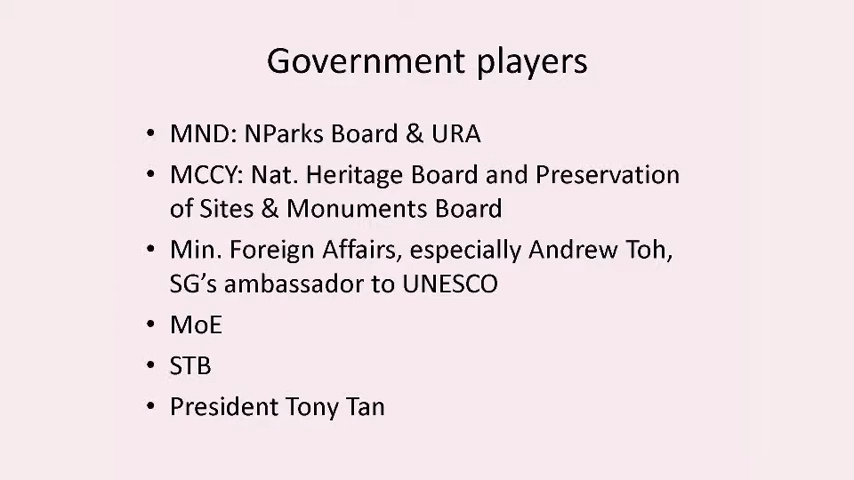 Government players
• MND: NParks Board & URA
• MCCY: Nat. Heritage Board and Preservation
of Sites & Monuments Board
• Min. Foreign Affairs, especially Andrew Toh,
SG’s ambassador to UNESCO
• MoE
• STB
• President Tony Tan